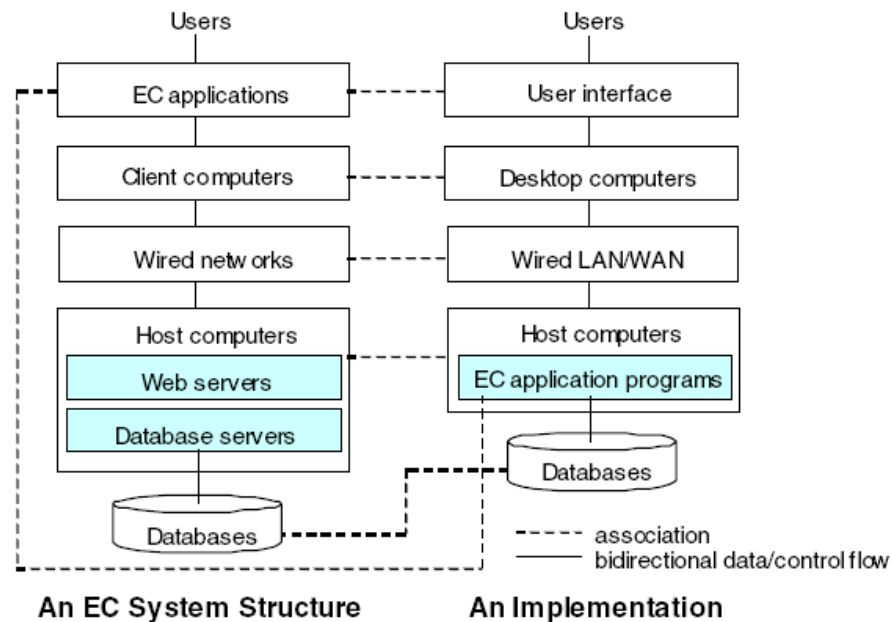 Users
EC applications
Client computers
Wired networks
Host computers
Web servers
Database servers
Databases
An EC System Structure
Users
User interface
Desktop computers
Wired LAN/WAN
Host computers
EC application programs
Databases
association
bidirectional data/control flow
An Implementation